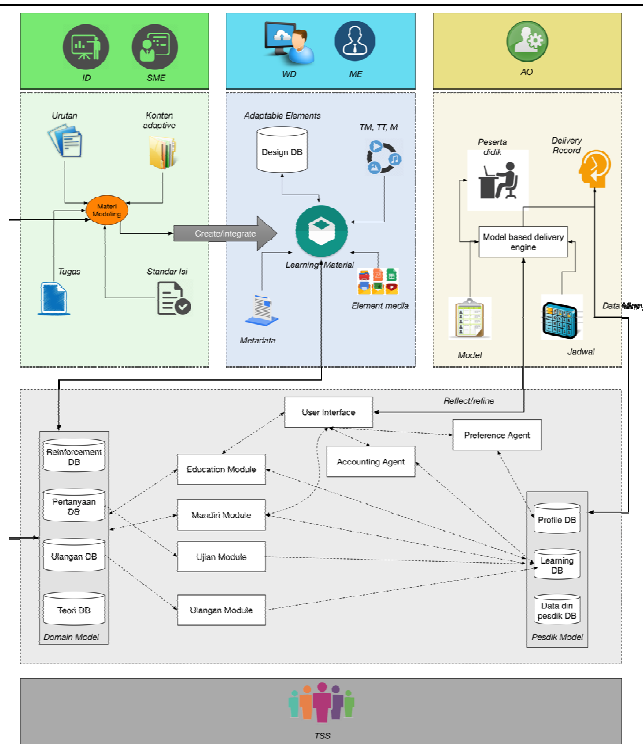 ID
SME
WD
ME
AO
Urutan
Konten
adaptive
Materi
Modeling
Tugas
Standar Isi
Create/integrate
Adaptable Elements
Design DB
TM, TT, M
Learning Material
Metadata
Element media
Peserta
didik
Delivery
Record
Model based delivery
engine
Model
Jadwal
Reflect/refine
User Interface
Preference Agent
Accounting Agent
Education Module
Mandiri Module
Ujian Module
Ulangan Module
Reinforcement
DB
Pertanyaan
DB
Ulangan DB
Teori DB
Domain Model
Profile DB
Learning
DB
Data diri
pesdik DB
Pesdik Model
TSS